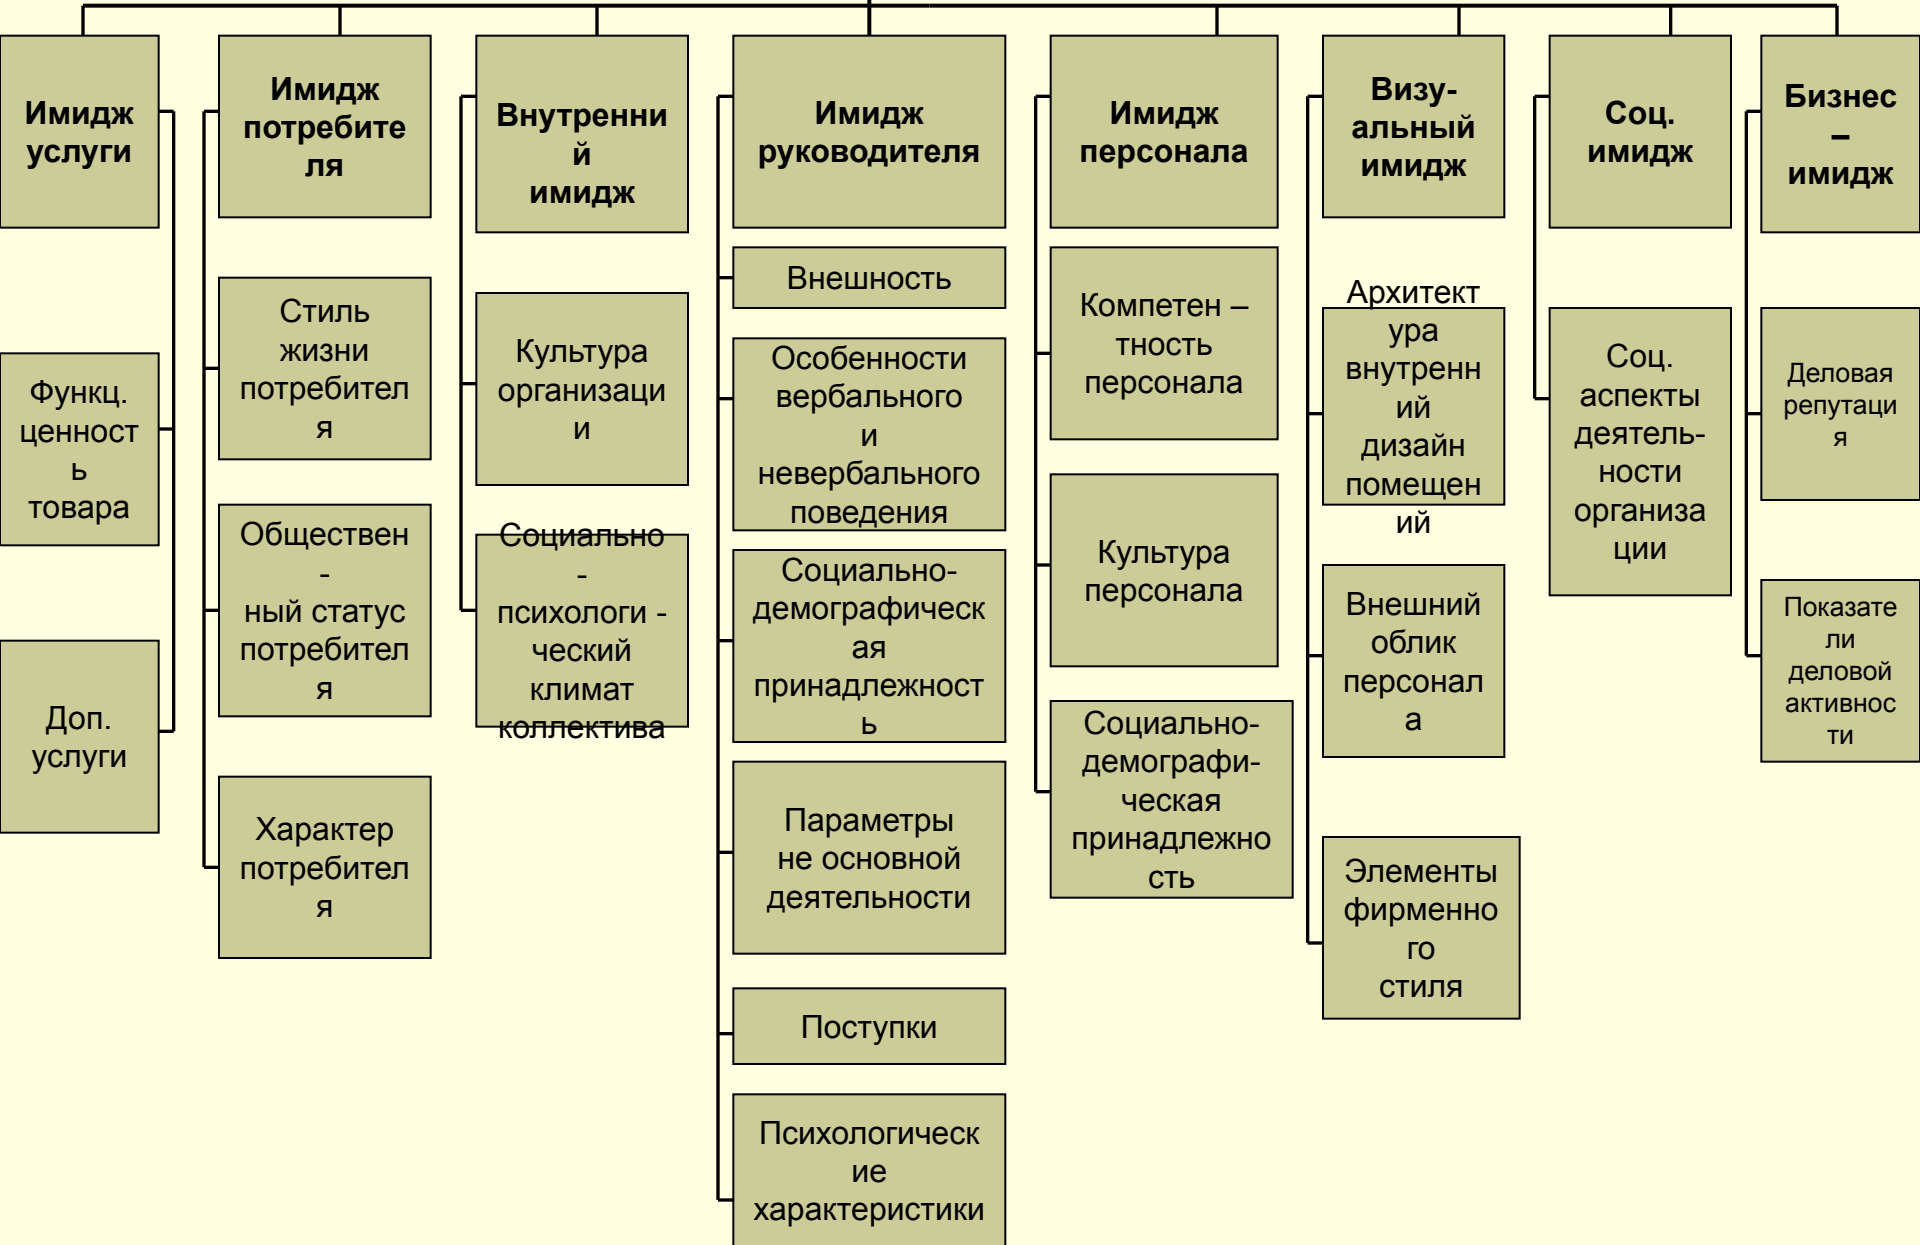 Имидж
услуги
Функц.
ценност
ь
товара
Доп.
услуги
Имидж
потребите
ля
Стиль
жизни
потребител
я
Обществен
-
ный статус
потребител
я
Характер
потребител
я
Внутренни
й
имидж
Культура
организаци
и
Социально
-
психологи -
ческий
климат
коллектива
Имидж
руководителя
Внешность
Особенности
вербального
и
невербального
поведения
Социально-
демографическ
ая
принадлежност
ь
Параметры
не основной
деятельности
Поступки
Психологическ
ие
характеристики
Имидж
персонала
Компетен –
тность
персонала
Культура
персонала
Социально-
демографи-
ческая
принадлежно
сть
Визу-
альный
имидж
Архитект
ура
внутренн
ий
дизайн
помещен
ий
Внешний
облик
персонал
а
Элементы
фирменно
го
стиля
Соц.
имидж
Соц.
аспекты
деятель-
ности
организа
ции
Бизнес
–
имидж
Деловая
репутаци
я
Показате
ли
деловой
активнос
ти